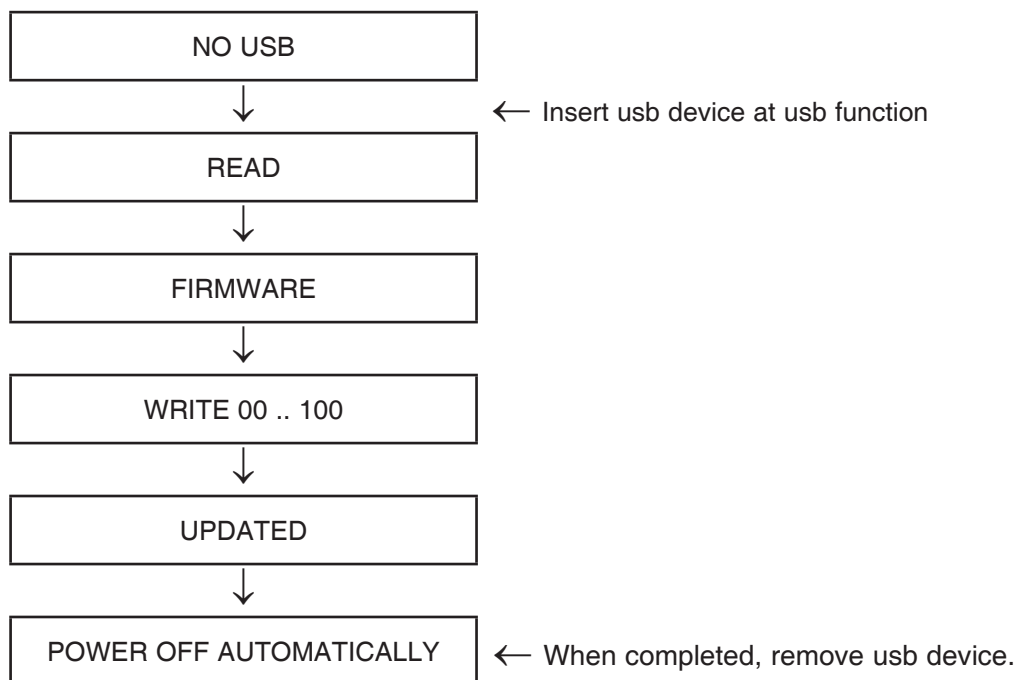 NO USB
← Insert usb device at usb function
READ
FIRMWARE
WRITE 00 .. 100
UPDATED
POWER OFF AUTOMATICALLY
← When completed, remove usb device.